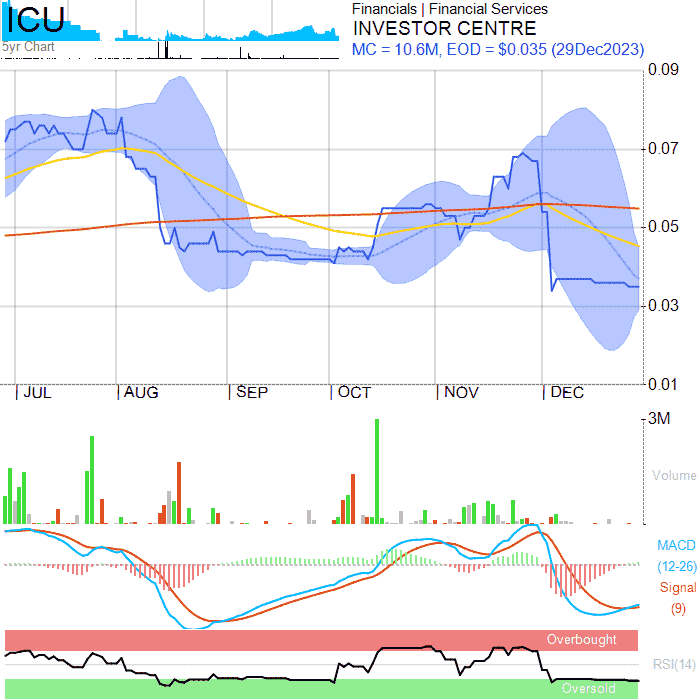 ICU
5yr Chart
Financials | Financial Services
INVESTOR CENTRE
MC = 10.6M, EOD = $0.035 (29Dec2023)
0.09
0.07
0.05
0.03
0.01
JUL AUG SEP OCT NOV DEC
3M
Volume
MACD
(12-26)
Signal
(9)
Overbought
RSI(14)
Oversold